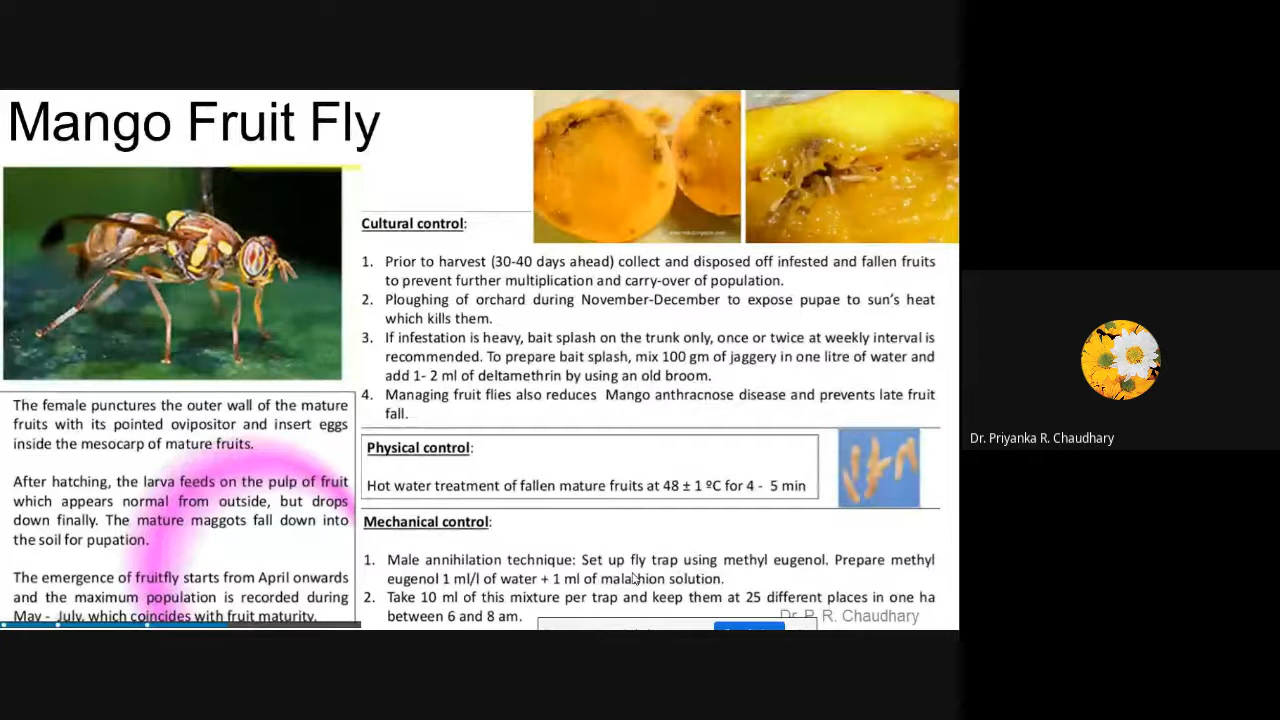 Mango Fruit Fly
The female punctures the outer wall of the mature
fruits with its pointed ovipositor and insert eggs
inside the mesocarp of mature fruits.
After hatching, the larva feeds on the pulp of fruit
which appears normal from outside, but drops
down finally. The mature maggots fall down into
the soil for pupation.
The emergence of fruitfly starts from April onwards
and the maximum population is recorded during
May - July, which coincides with fruit maturity.
Cultural control:
1. Prior to harvest (30-40 days ahead) collect and disposed off infested and fallen fruits
to prevent further multiplication and carry-over of population.
2. Ploughing of orchard during November-December to expose pupae to sun's heat
which kills them.
3. If infestation is heavy, bait splash on the trunk only, once or twice at weekly interval is
recommended. To prepare bait splash, mix 100 gm of jaggery in one litre of water and
add 1- 2 ml of deltamethrin by using an old broom.
4. Managing fruit flies also reduces Mango anthracnose disease and prevents late fruit
fall.
Physical control:
Hot water treatment of fallen mature fruits at 48 ± 1 ºC for 4 - 5 min
Mechanical control:
1. Male annihilation technique: Set up fly trap using methyl eugenol. Prepare methyl
eugenol 1 ml/l of water + 1 ml of malathion solution.
2. Take 10 ml of this mixture per trap and keep them at 25 different places in one ha
between 6 and 8 am.
Dr. P. R. Chaudhary
Dr. Priyanka R. Chaudhary